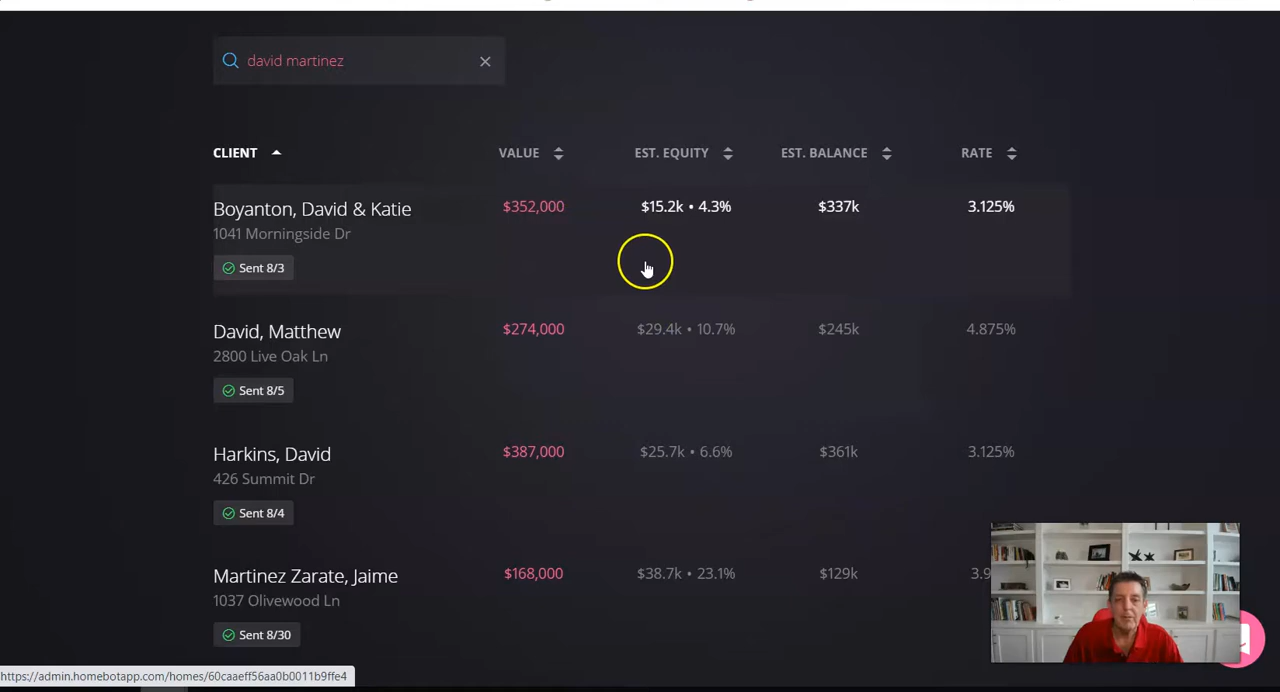 david martinez
CLIENT VALUE EST. EQUITY EST. BALANCE RATE
Boyanton, David & Katie $352,000 $15.2k • 4.3% $337k 3.125%
1041 Morningside Dr
Sent 8/3
David, Matthew $274,000 $29.4k • 10.7% $245k 4.875%
2800 Live Oak Ln
Sent 8/5
Harkins, David $387,000 $25.7k • 6.6% $361k 3.125%
426 Summit Dr
Sent 8/4
Martinez Zarate, Jaime $168,000 $38.7k • 23.1% $129k
1037 Olivewood Ln
Sent 8/30
https://admin.homebotapp.com/homes/60caaeff56aa0b0011b9ffe4